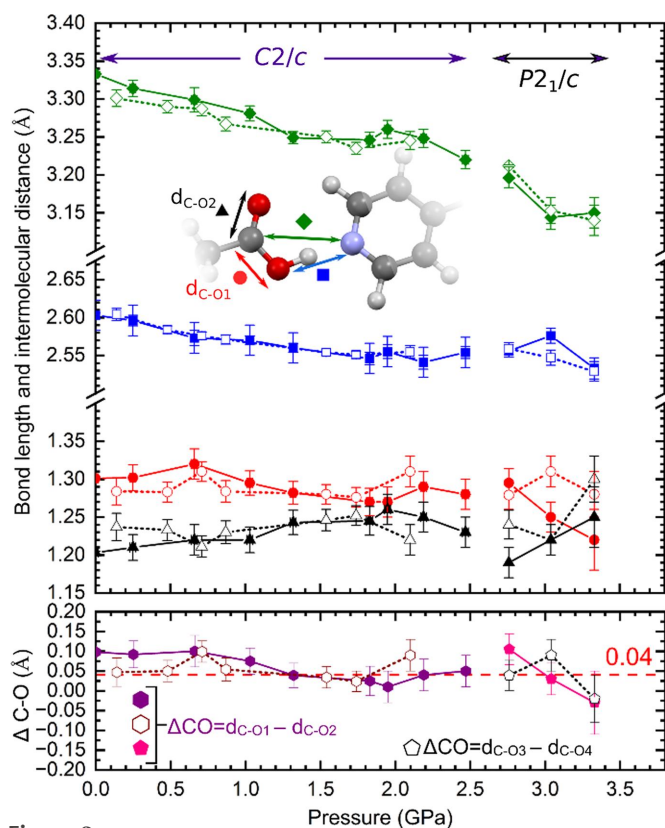 C2/c
P2₁/c
3.40
3.35
3.30
3.25
3.20
3.15
2.65
2.60
2.55
1.35
1.30
1.25
1.20
1.15
Bond length and intermolecular distance (Å)
d_C-O2
d_C-O1
0.20
0.15
0.10
0.05
0.00
−0.05
−0.10
−0.15
−0.20
Δ C-O (Å)
0.04
ΔCO=d_C-O1 − d_C-O2
ΔCO=d_C-O3 − d_C-O4
0.0 0.5 1.0 1.5 2.0 2.5 3.0 3.5
Pressure (GPa)